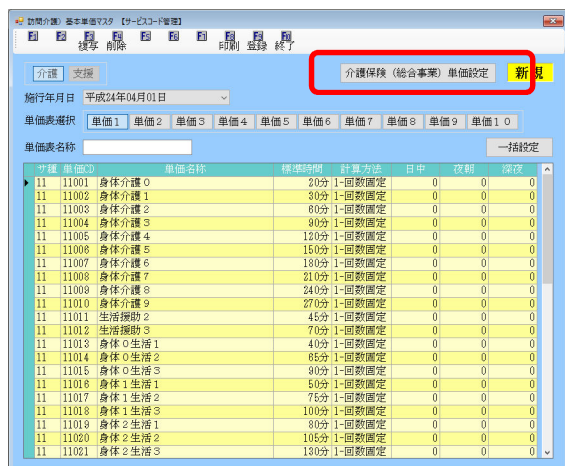 訪問介護) 基本単価マスタ 【サービスコード管理】
F1 F2 F3 F4 F5 F6 F7 F8 F9 F10
複写 削除 印刷 登録 終了
介護 支援 介護保険（総合事業）単価設定 新規
施行年月日 平成24年04月01日
単価表選択 単価1 単価2 単価3 単価4 単価5 単価6 単価7 単価8 単価9 単価10
単価表名称 一括設定
サ種 単価CD 単価名称 標準時間 計算方法 日中 夜朝 深夜
11 11001 身体介護0 20分 1-回数固定 0 0 0
11 11002 身体介護1 30分 1-回数固定 0 0 0
11 11003 身体介護2 60分 1-回数固定 0 0 0
11 11004 身体介護3 90分 1-回数固定 0 0 0
11 11005 身体介護4 120分 1-回数固定 0 0 0
11 11006 身体介護5 150分 1-回数固定 0 0 0
11 11007 身体介護6 180分 1-回数固定 0 0 0
11 11008 身体介護7 210分 1-回数固定 0 0 0
11 11009 身体介護8 240分 1-回数固定 0 0 0
11 11010 身体介護9 270分 1-回数固定 0 0 0
11 11011 生活援助2 45分 1-回数固定 0 0 0
11 11012 生活援助3 70分 1-回数固定 0 0 0
11 11013 身体0生活1 40分 1-回数固定 0 0 0
11 11014 身体0生活2 65分 1-回数固定 0 0 0
11 11015 身体0生活3 90分 1-回数固定 0 0 0
11 11016 身体1生活1 50分 1-回数固定 0 0 0
11 11017 身体1生活2 75分 1-回数固定 0 0 0
11 11018 身体1生活3 100分 1-回数固定 0 0 0
11 11019 身体2生活1 80分 1-回数固定 0 0 0
11 11020 身体2生活2 105分 1-回数固定 0 0 0
11 11021 身体2生活3 130分 1-回数固定 0 0 0